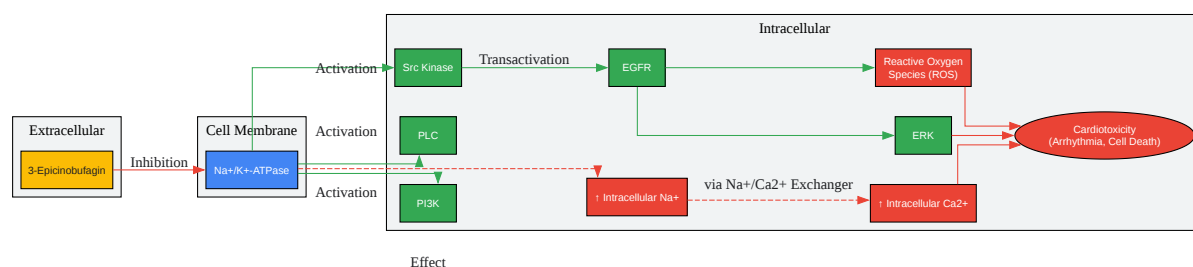 Intracellular
Src Kinase
Activation
Transactivation
EGFR
Reactive Oxygen
Species (ROS)
Extracellular
Cell Membrane
Activation
PLC
ERK
Cardiotoxicity
(Arrhythmia, Cell Death)
3-Epicinobufagin
Inhibition
Na+/K+-ATPase
Activation
PI3K
↑ Intracellular Na+
via Na+/Ca2+ Exchanger
↑ Intracellular Ca2+
Effect